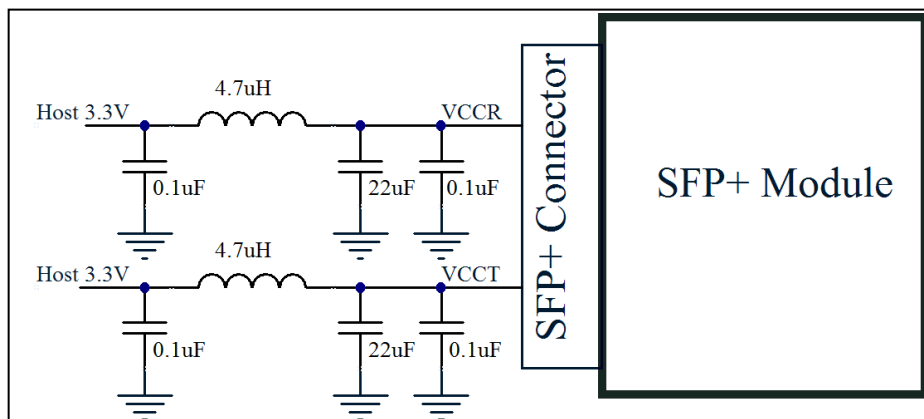 4.7uH
Host 3.3V
VCCR
0.1uF
22uF
0.1uF
4.7uH
Host 3.3V
VCCT
0.1uF
22uF
0.1uF
SFP+ Connector
SFP+ Module